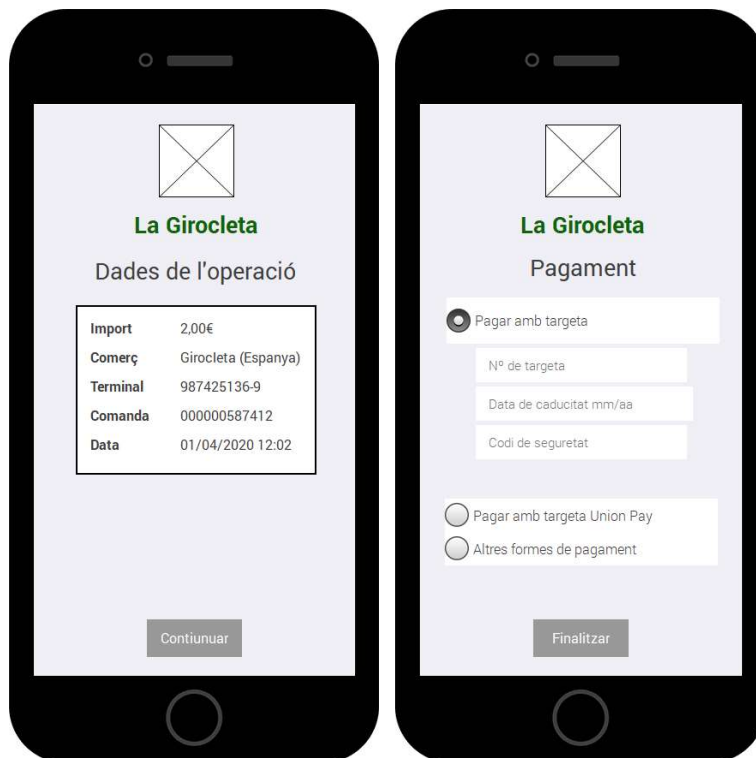 La Girocleta
Dades de l'operació
Import 2,00€
Comerç Girocleta (Espanya)
Terminal 987425136-9
Comanda 000000587412
Data 01/04/2020 12:02
Contiunuar
La Girocleta
Pagament
Pagar amb targeta
Nº de targeta
Data de caducitat mm/aa
Codi de seguretat
Pagar amb targeta Union Pay
Altres formes de pagament
Finalitzar